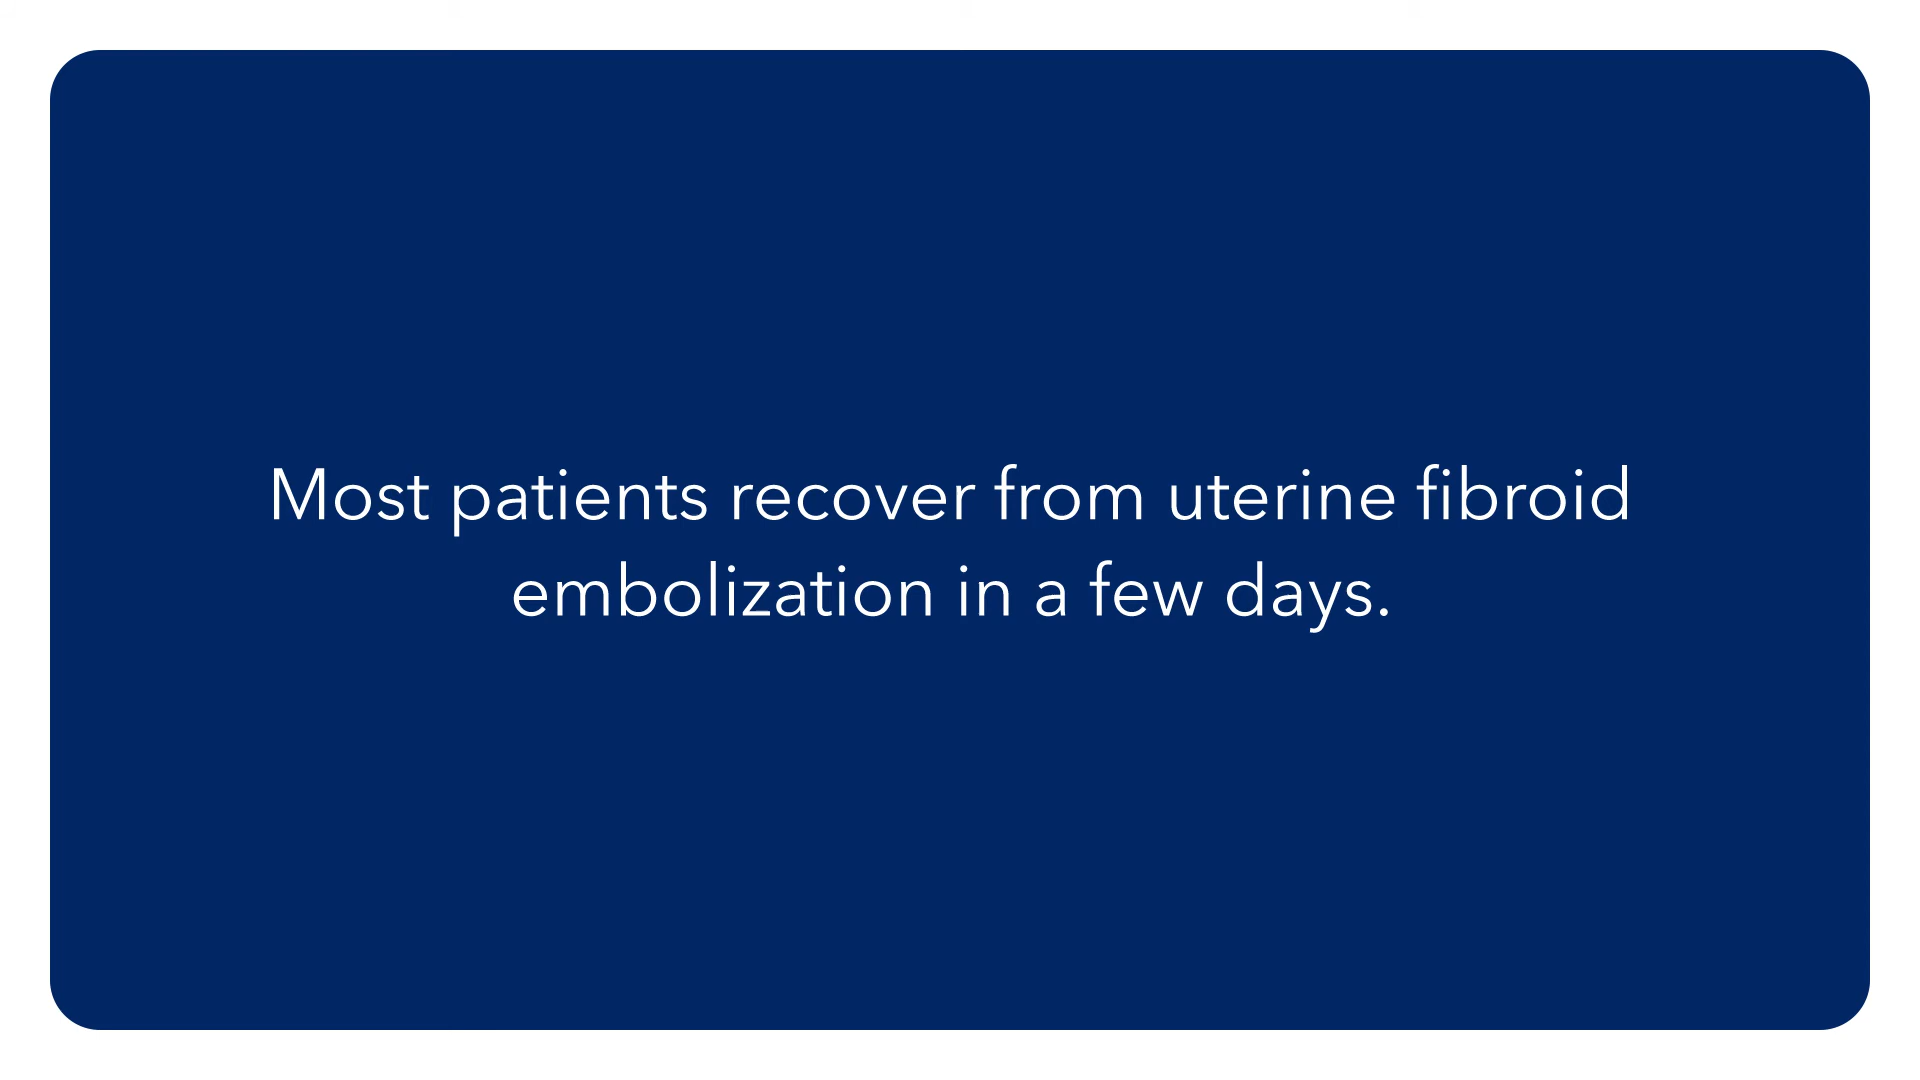 Most patients recover from uterine fibroid
embolization in a few days.